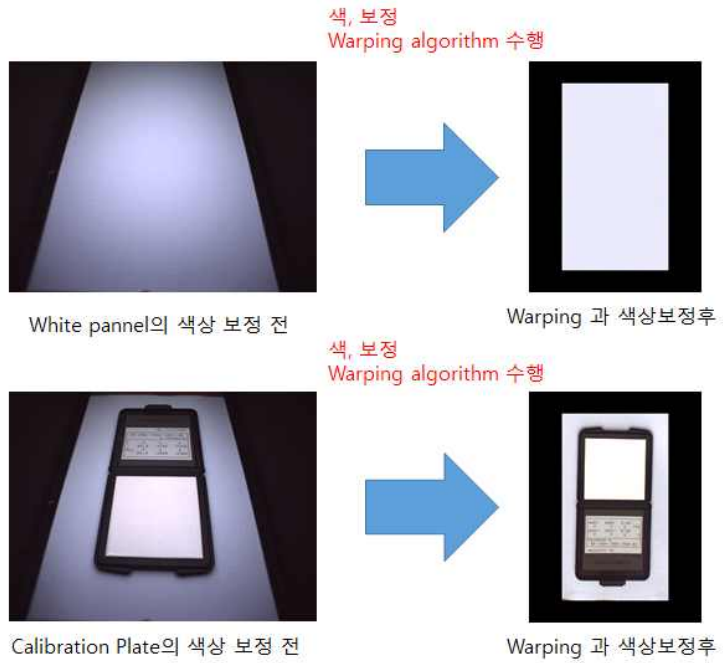 색, 보정
Warping algorithm 수행
White pannel의 색상 보정 전
Warping 과 색상보정후
색, 보정
Warping algorithm 수행
Calibration Plate의 색상 보정 전
Warping 과 색상보정후